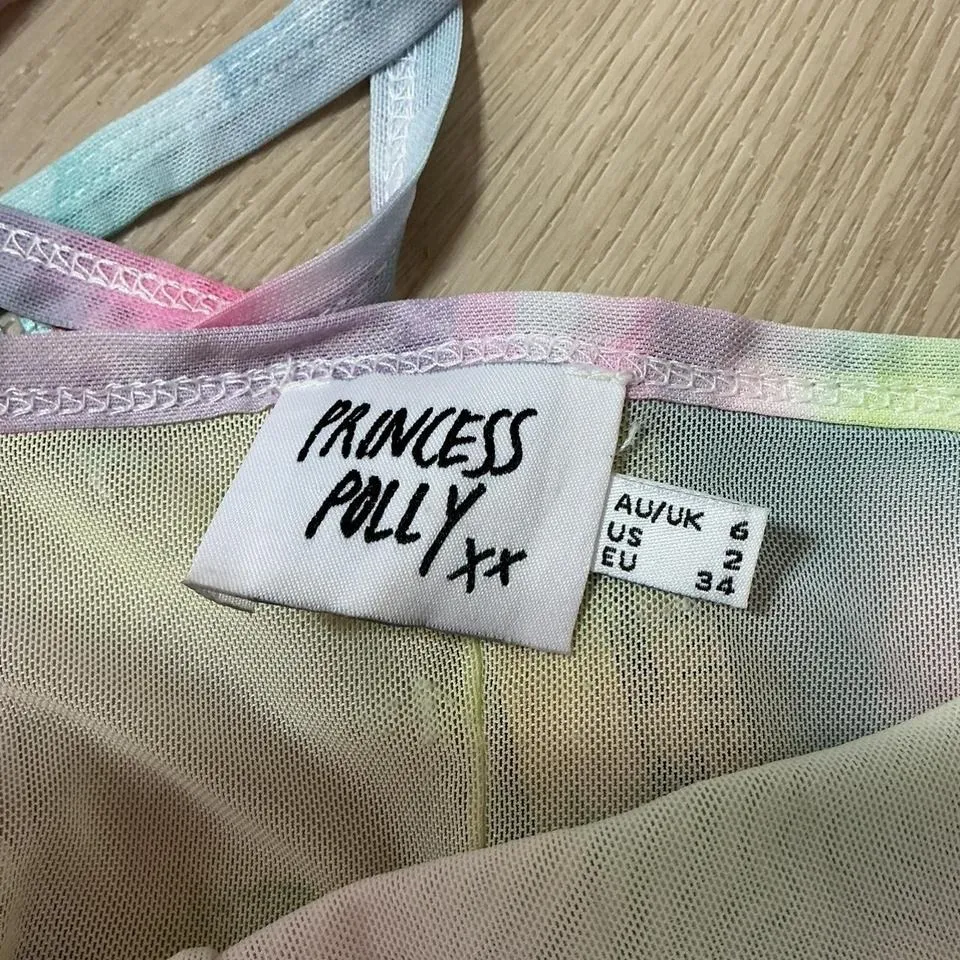 PRINCESS
POLLY
xx
AU/UK 6
US 2
EU 34